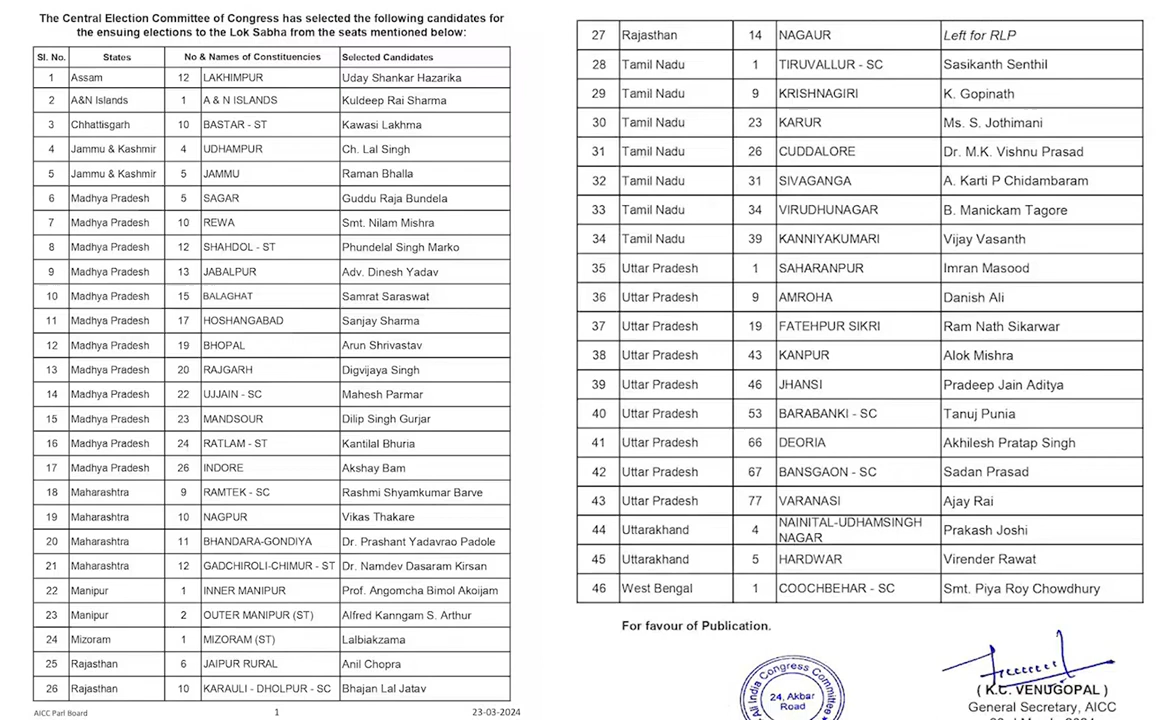 The Central Election Committee of Congress has selected the following candidates for
the ensuing elections to the Lok Sabha from the seats mentioned below:
Sl. No. States No & Names of Constituencies Selected Candidates
1 Assam 12 LAKHIMPUR Uday Shankar Hazarika
2 A&N Islands 1 A & N ISLANDS Kuldeep Rai Sharma
3 Chhattisgarh 10 BASTAR - ST Kawasi Lakhma
4 Jammu & Kashmir 4 UDHAMPUR Ch. Lal Singh
5 Jammu & Kashmir 5 JAMMU Raman Bhalla
6 Madhya Pradesh 5 SAGAR Guddu Raja Bundela
7 Madhya Pradesh 10 REWA Smt. Nilam Mishra
8 Madhya Pradesh 12 SHAHDOL - ST Phundelal Singh Marko
9 Madhya Pradesh 13 JABALPUR Adv. Dinesh Yadav
10 Madhya Pradesh 15 BALAGHAT Samrat Saraswat
11 Madhya Pradesh 17 HOSHANGABAD Sanjay Sharma
12 Madhya Pradesh 19 BHOPAL Arun Shrivastav
13 Madhya Pradesh 20 RAJGARH Digvijaya Singh
14 Madhya Pradesh 22 UJJAIN - SC Mahesh Parmar
15 Madhya Pradesh 23 MANDSOUR Dilip Singh Gurjar
16 Madhya Pradesh 24 RATLAM - ST Kantilal Bhuria
17 Madhya Pradesh 26 INDORE Akshay Bam
18 Maharashtra 9 RAMTEK - SC Rashmi Shyamkumar Barve
19 Maharashtra 10 NAGPUR Vikas Thakare
20 Maharashtra 11 BHANDARA-GONDIYA Dr. Prashant Yadavrao Padole
21 Maharashtra 12 GADCHIROLI-CHIMUR - ST Dr. Namdev Dasaram Kirsan
22 Manipur 1 INNER MANIPUR Prof. Angomcha Bimol Akoijam
23 Manipur 2 OUTER MANIPUR (ST) Alfred Kanngam S. Arthur
24 Mizoram 1 MIZORAM (ST) Lalbiakzama
25 Rajasthan 6 JAIPUR RURAL Anil Chopra
26 Rajasthan 10 KARAULI - DHOLPUR - SC Bhajan Lal Jatav
AICC Parl Board 1 23-03-2024
27 Rajasthan 14 NAGAUR Left for RLP
28 Tamil Nadu 1 TIRUVALLUR - SC Sasikanth Senthil
29 Tamil Nadu 9 KRISHNAGIRI K. Gopinath
30 Tamil Nadu 23 KARUR Ms. S. Jothimani
31 Tamil Nadu 26 CUDDALORE Dr. M.K. Vishnu Prasad
32 Tamil Nadu 31 SIVAGANGA A. Karti P Chidambaram
33 Tamil Nadu 34 VIRUDHUNAGAR B. Manickam Tagore
34 Tamil Nadu 39 KANNIYAKUMARI Vijay Vasanth
35 Uttar Pradesh 1 SAHARANPUR Imran Masood
36 Uttar Pradesh 9 AMROHA Danish Ali
37 Uttar Pradesh 19 FATEHPUR SIKRI Ram Nath Sikarwar
38 Uttar Pradesh 43 KANPUR Alok Mishra
39 Uttar Pradesh 46 JHANSI Pradeep Jain Aditya
40 Uttar Pradesh 53 BARABANKI - SC Tanuj Punia
41 Uttar Pradesh 66 DEORIA Akhilesh Pratap Singh
42 Uttar Pradesh 67 BANSGAON - SC Sadan Prasad
43 Uttar Pradesh 77 VARANASI Ajay Rai
44 Uttarakhand 4 NAINITAL-UDHAMSINGH NAGAR Prakash Joshi
45 Uttarakhand 5 HARDWAR Virender Rawat
46 West Bengal 1 COOCHBEHAR - SC Smt. Piya Roy Chowdhury
For favour of Publication.
All India Congress Committee
24, Akbar
Road
( K.C. VENUGOPAL )
General Secretary, AICC